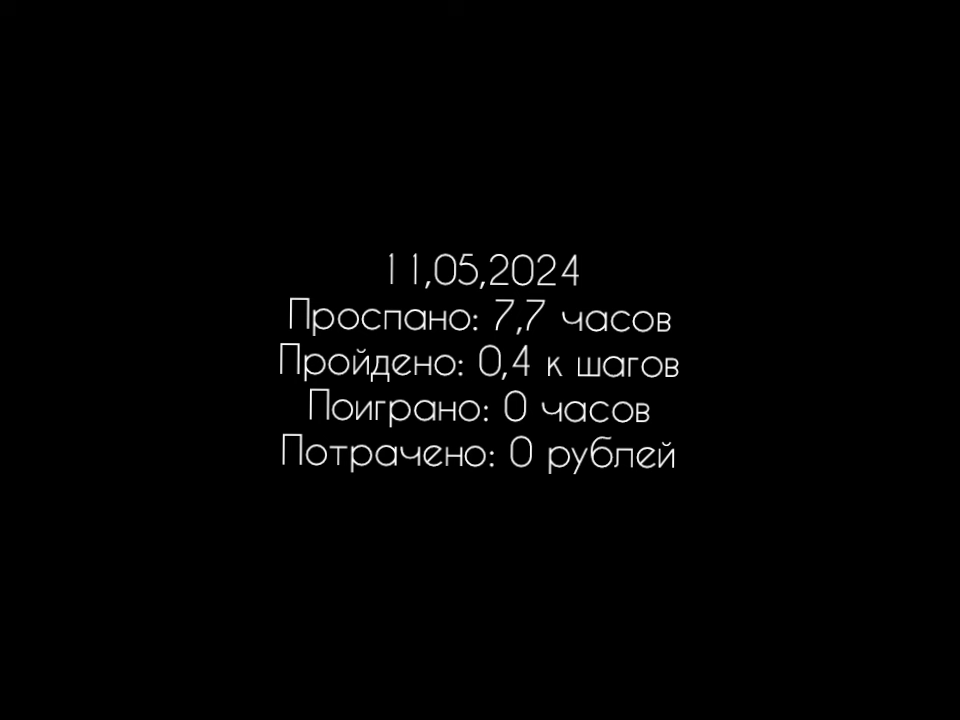 11,05,2024
Проспано: 7,7 часов
Пройдено: 0,4 к шагов
Поиграно: 0 часов
Потрачено: 0 рублей